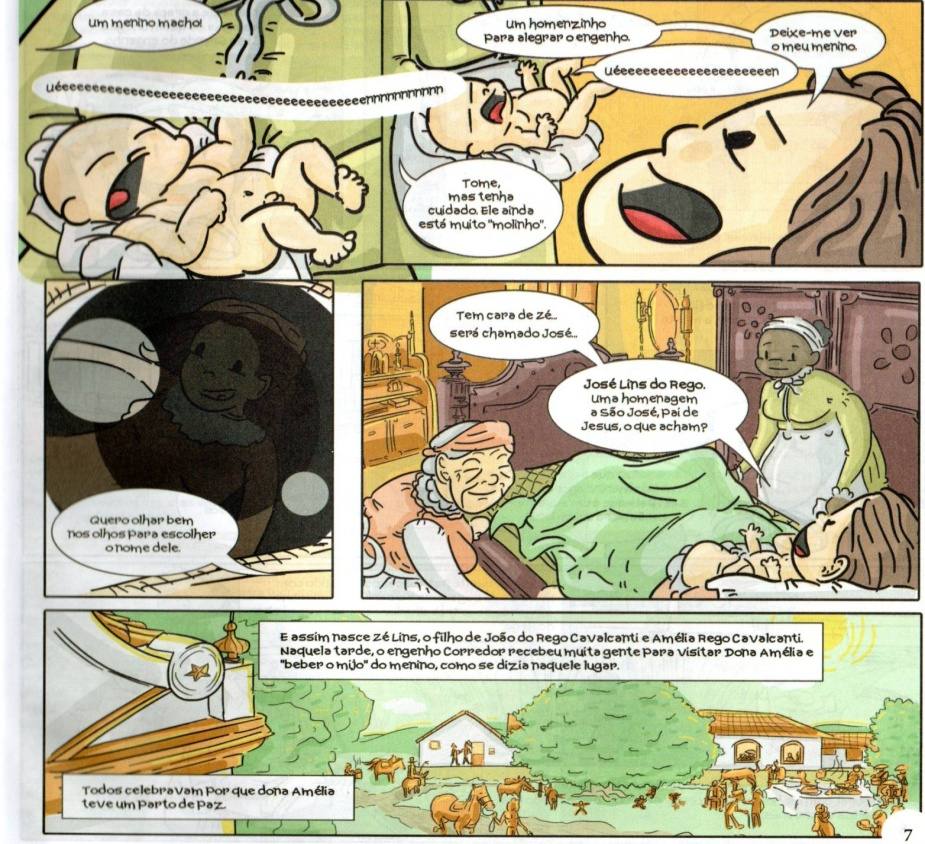 um menino macho!
um homenzinho
para alegrar o engenho.
Deixe-me ver
o meu menino.
uéeeeeeeeeeeeeeeeeeeeeeeeeeeeeeeeeeeeeeeeeeennnnnnnnnnn
uéeeeeeeeeeeeeeeeeeeeeen
Tome,
mas tenha
cuidado. Ele ainda
está muito "molinho".
Quero olhar bem
nos olhos para escolher
o nome dele.
Tem cara de zé...
será chamado José...
José Lins do Rego.
uma homenagem
a são José, pai de
Jesus, o que acham?
E assim nasce zé Lins, o filho de João do Rego Cavalcanti e Amélia Rego Cavalcanti.
Naquela tarde, o engenho Corredor recebeu muita gente para visitar Dona Amélia e
"beber o mijo" do menino, como se dizia naquele lugar.
Todos celebravam por que dona Amélia
teve um parto de paz.
7